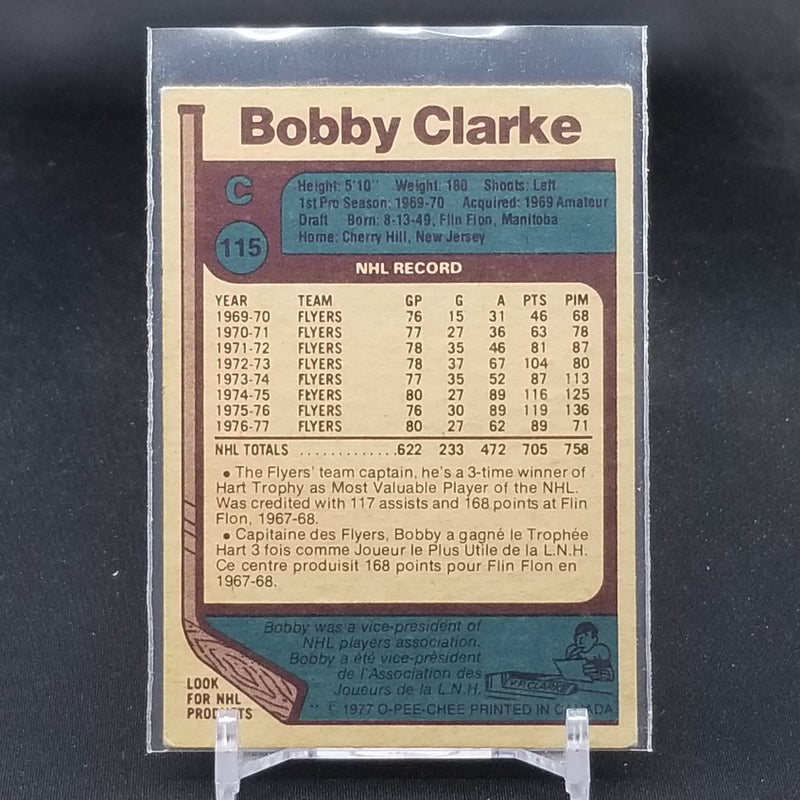 Bobby Clarke
C
115
Height: 5'10" Weight: 180 Shoots: Left
1st Pro Season: 1969-70 Acquired: 1969 Amateur
Draft Born: 8-13-49, Flin Flon, Manitoba
Home: Cherry Hill, New Jersey
NHL RECORD
YEAR TEAM GP G A PTS PIM
1969-70 FLYERS 76 15 31 46 68
1970-71 FLYERS 77 27 36 63 78
1971-72 FLYERS 78 35 46 81 87
1972-73 FLYERS 78 37 67 104 80
1973-74 FLYERS 77 35 52 87 113
1974-75 FLYERS 80 27 89 116 125
1975-76 FLYERS 76 30 89 119 136
1976-77 FLYERS 80 27 62 89 71
NHL TOTALS .............622 233 472 705 758
• The Flyers' team captain, he's a 3-time winner of
Hart Trophy as Most Valuable Player of the NHL.
Was credited with 117 assists and 168 points at Flin
Flon, 1967-68.
• Capitaine des Flyers, Bobby a gagné le Trophée
Hart 3 fois comme Joueur le Plus Utile de la L.N.H.
Ce centre produisit 168 points pour Flin Flon en
1967-68.
Bobby was a vice-president of
NHL players association.
Bobby a été vice-président
de l'Association des
Joueurs de la L.N.H.
V.P. CLARKE
LOOK
FOR NHL
PRODUCTS
** © 1977 O-PEE-CHEE PRINTED IN CANADA